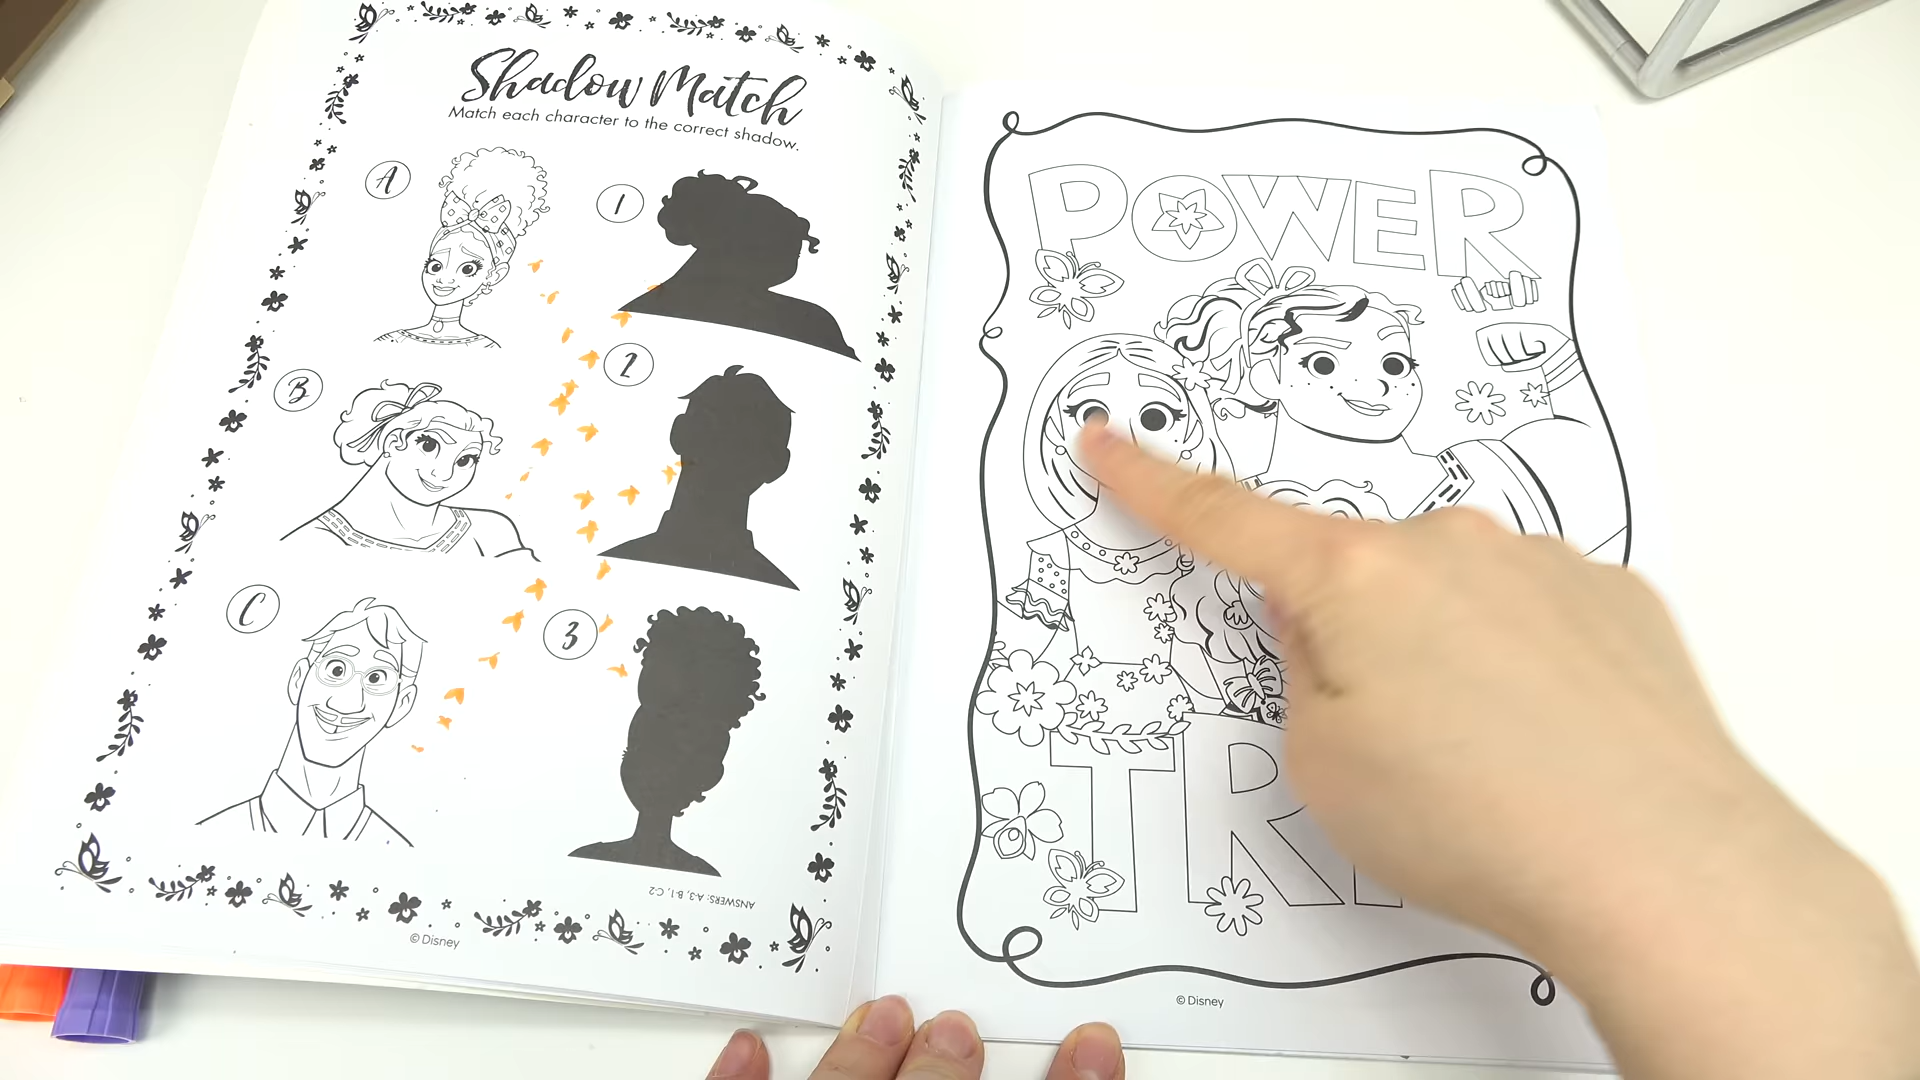 Shadow Match
Match each character to the correct shadow.
A
1
B
2
C
3
ANSWERS: A-3, B-1, C-2
© Disney
POWER
TR
© Disney